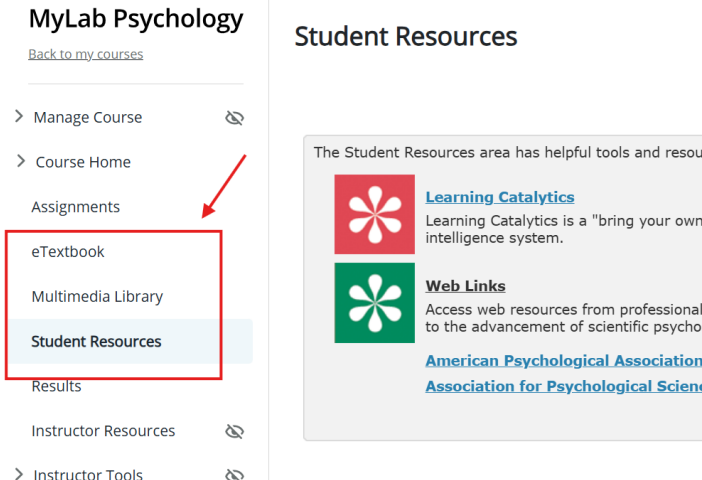 MyLab Psychology
Back to my courses
Manage Course
Course Home
Assignments
eTextbook
Multimedia Library
Student Resources
Results
Instructor Resources
Instructor Tools
Student Resources
The Student Resources area has helpful tools and resou
Learning Catalytics
Learning Catalytics is a "bring your own
intelligence system.
Web Links
Access web resources from professional
to the advancement of scientific psycho
American Psychological Association
Association for Psychological Scienc